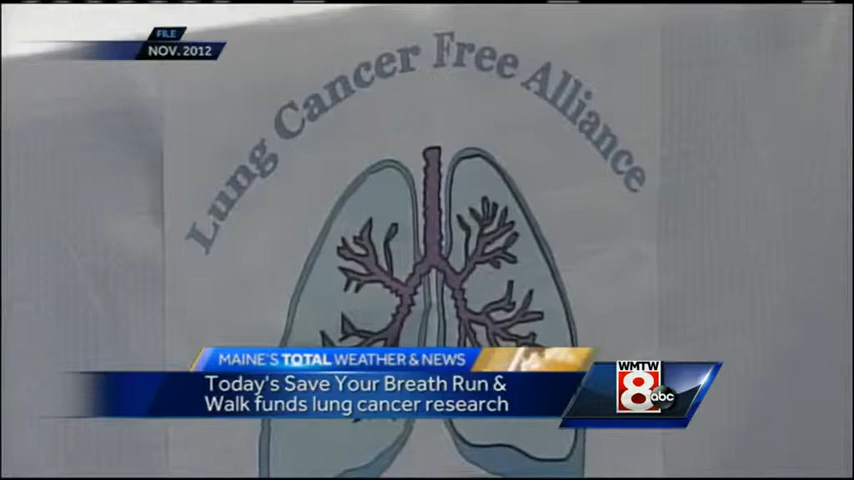 FILE
NOV. 2012
Lung Cancer Free Alliance
MAINE'S TOTAL WEATHER & NEWS
Today's Save Your Breath Run &
Walk funds lung cancer research
WMTW
8
abc